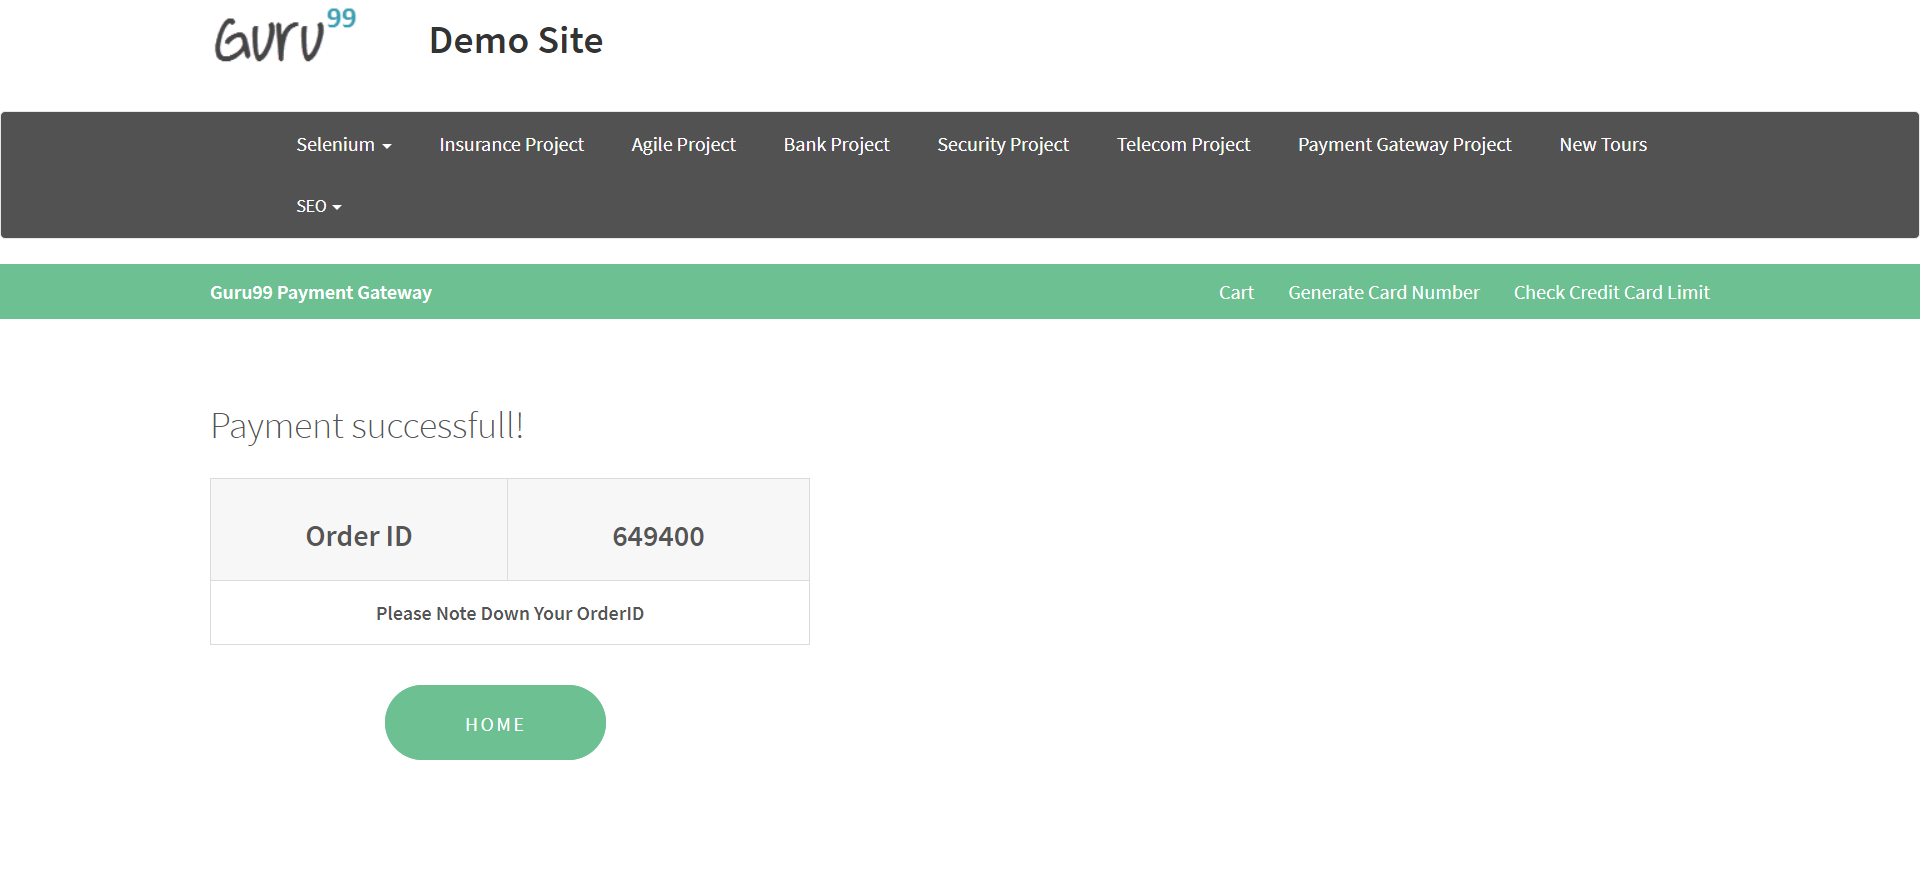 Guru99
Demo Site
Selenium Insurance Project Agile Project Bank Project Security Project Telecom Project Payment Gateway Project New Tours
SEO
Guru99 Payment Gateway Cart Generate Card Number Check Credit Card Limit
Payment successfull!
Order ID 649400
Please Note Down Your OrderID
HOME